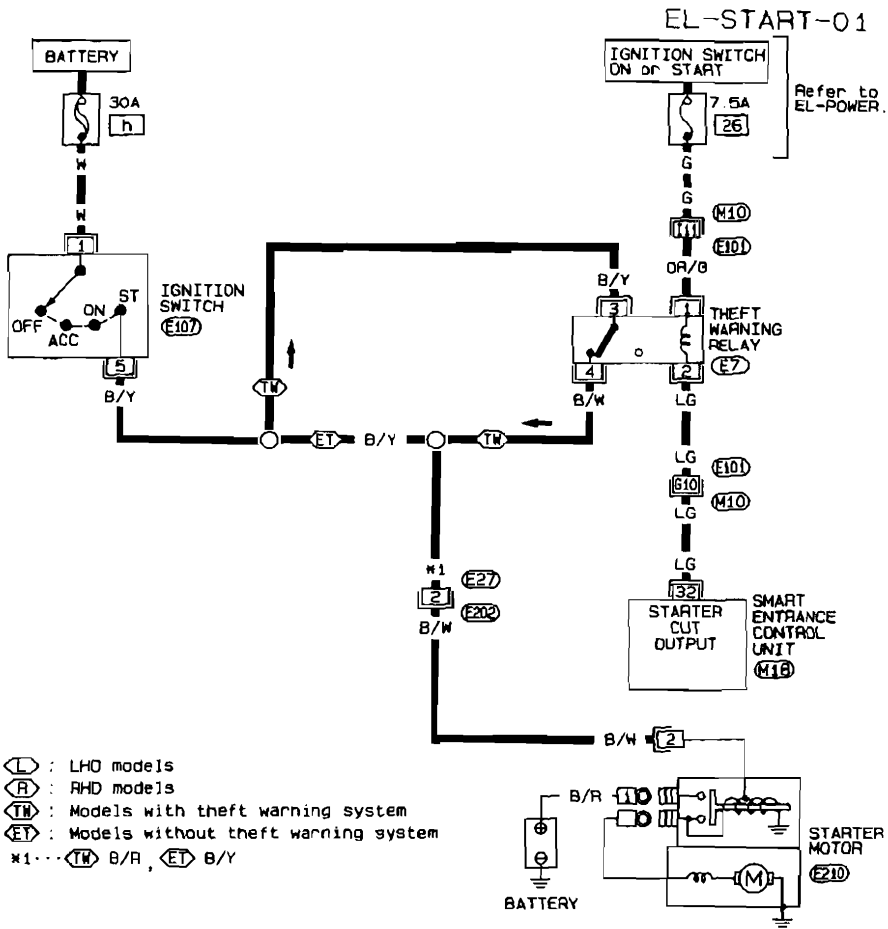 EL-START-01
BATTERY
30A
h
W
W
1
OFF
ACC
ON
ST
IGNITION
SWITCH
E107
5
B/Y
IGNITION SWITCH
ON or START
Refer to
EL-POWER.
7.5A
26
G
G
M10
E101
OR/B
B/Y
3
1
THEFT
WARNING
RELAY
E7
4
2
B/W
LG
TW
ET
B/Y
TW
LG
E101
G10
M10
LG
LG
32
STARTER
CUT
OUTPUT
SMART
ENTRANCE
CONTROL
UNIT
M18
*1
E27
2
E202
B/W
B/W
2
B/R
1
M
STARTER
MOTOR
E210
BATTERY
L : LHD models
R : RHD models
TW : Models with theft warning system
ET : Models without theft warning system
*1··· TW B/R , ET B/Y